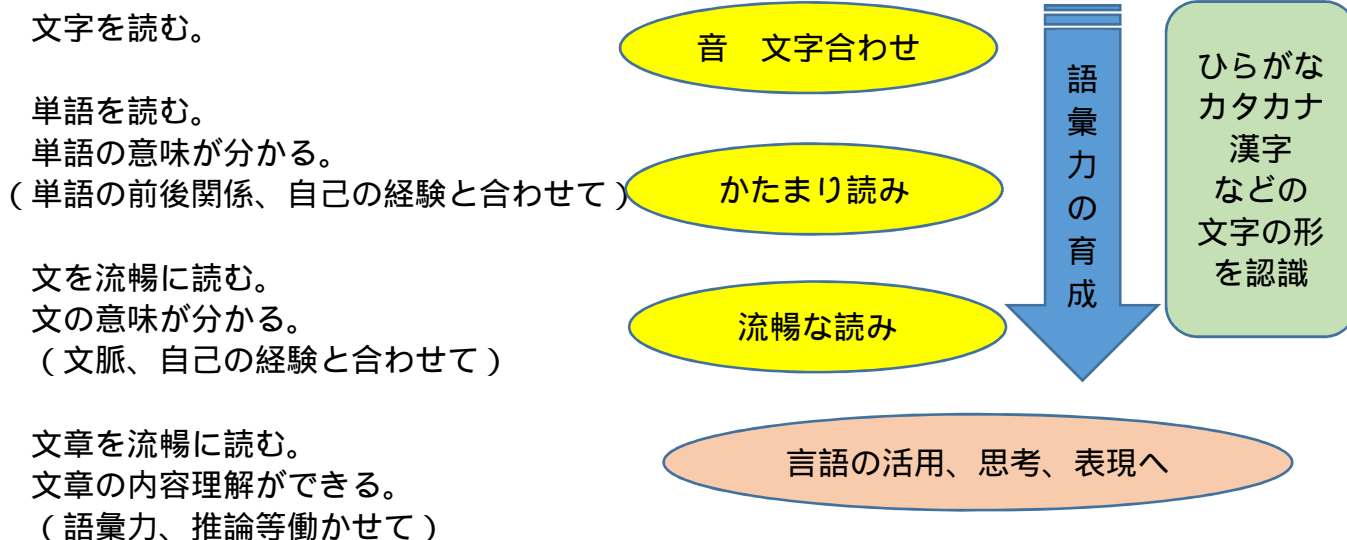 文字を読む。
単語を読む。
単語の意味が分かる。
（単語の前後関係、自己の経験と合わせて）
文を流暢に読む。
文の意味が分かる。
（文脈、自己の経験と合わせて）
文章を流暢に読む。
文章の内容理解ができる。
（語彙力、推論等働かせて）
音　文字合わせ
かたまり読み
流暢な読み
言語の活用、思考、表現へ
語彙力の育成
ひらがな
カタカナ
漢字
などの
文字の形
を認識